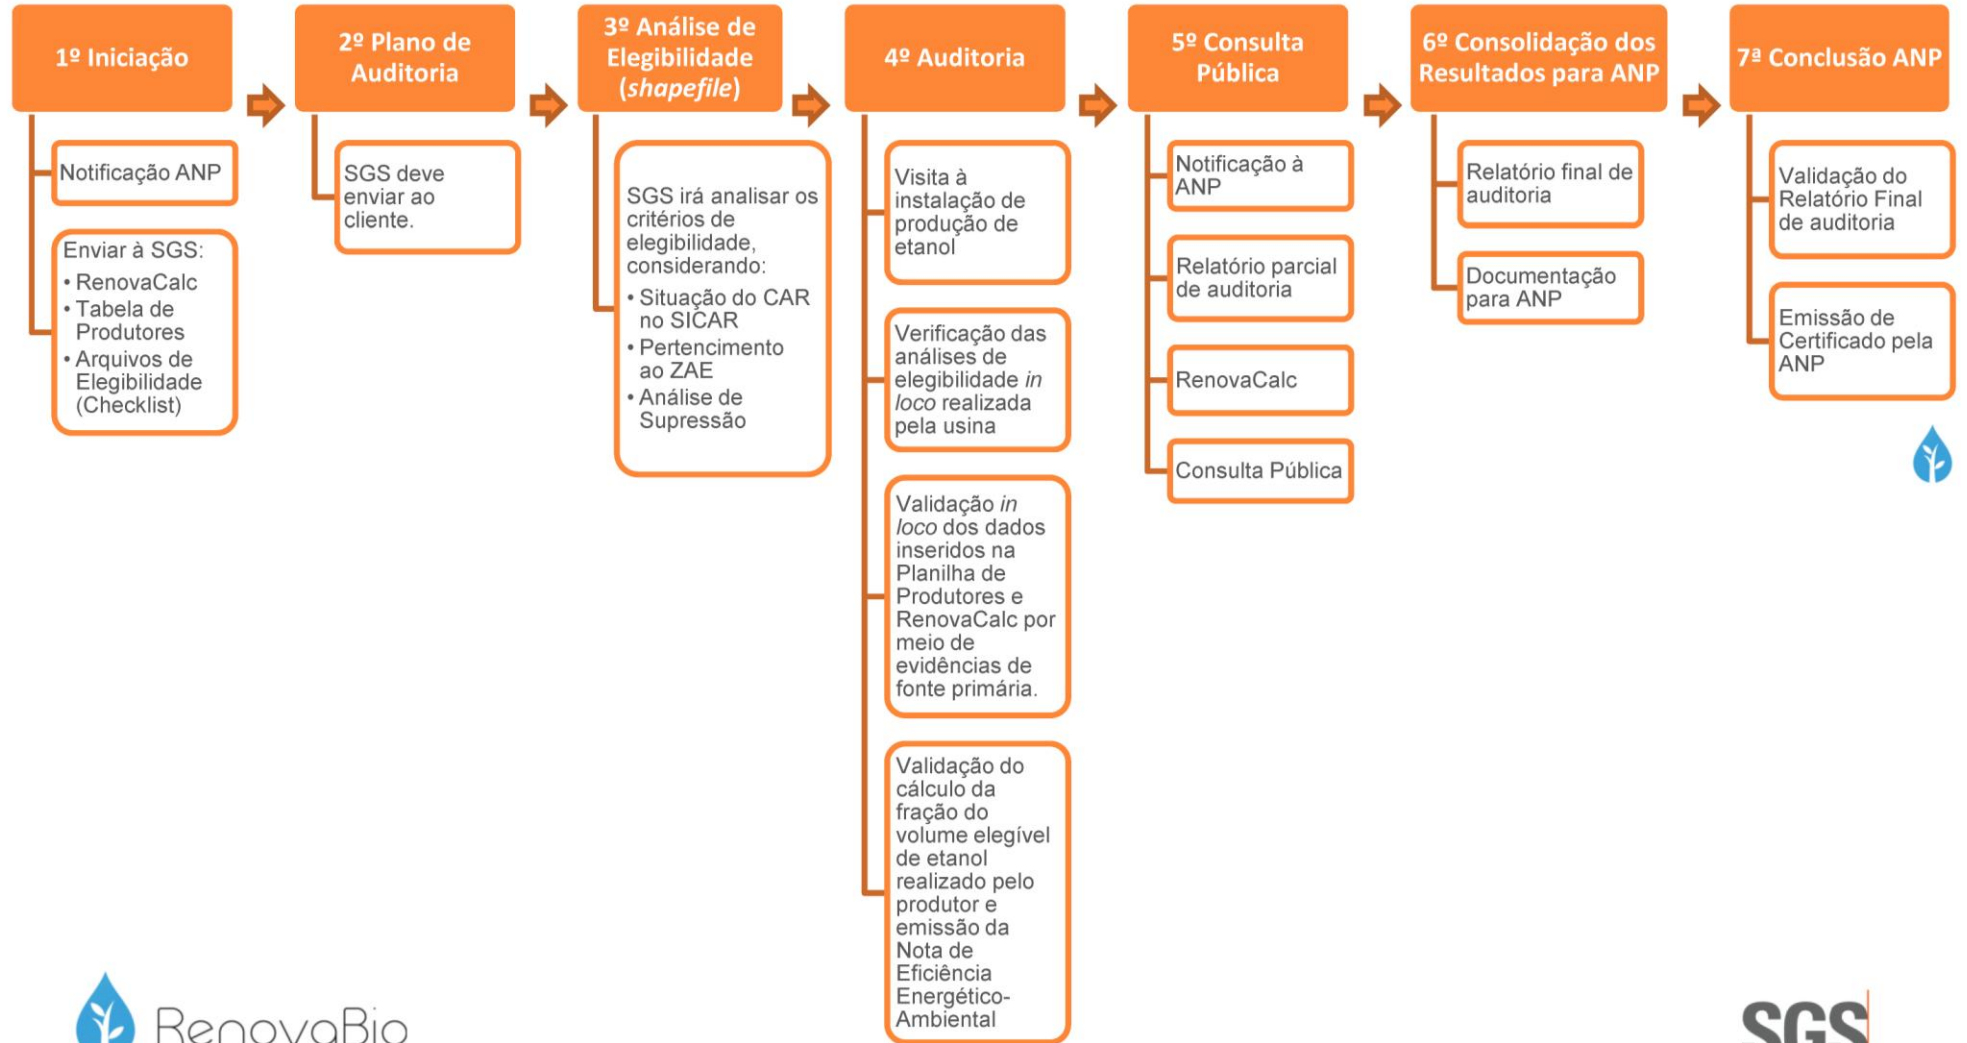 1º Iniciação
Notificação ANP
Enviar à SGS:
• RenovaCalc
• Tabela de
Produtores
• Arquivos de
Elegibilidade
(Checklist)
2º Plano de
Auditoria
SGS deve
enviar ao
cliente.
3º Análise de
Elegibilidade
(shapefile)
SGS irá analisar os
critérios de
elegibilidade,
considerando:
• Situação do CAR
no SICAR
• Pertencimento
ao ZAE
• Análise de
Supressão
4º Auditoria
Visita à
instalação de
produção de
etanol
Verificação das
análises de
elegibilidade in
loco realizada
pela usina
Validação in
loco dos dados
inseridos na
Planilha de
Produtores e
RenovaCalc por
meio de
evidências de
fonte primária.
Validação do
cálculo da
fração do
volume elegível
de etanol
realizado pelo
produtor e
emissão da
Nota de
Eficiência
Energético-
Ambiental
5º Consulta
Pública
Notificação à
ANP
Relatório parcial
de auditoria
RenovaCalc
Consulta Pública
6º Consolidação dos
Resultados para ANP
Relatório final de
auditoria
Documentação
para ANP
7ª Conclusão ANP
Validação do
Relatório Final
de auditoria
Emissão de
Certificado pela
ANP
RenovaBio
SGS